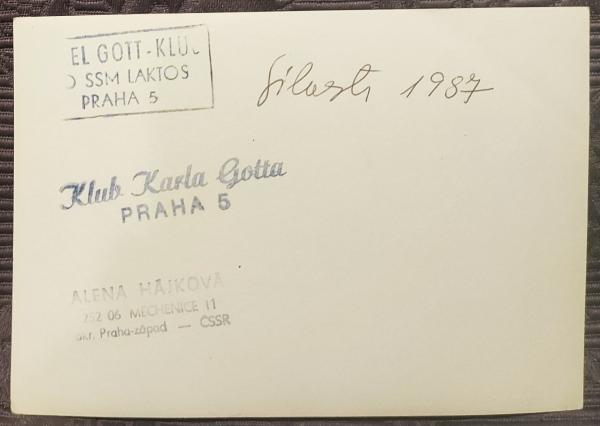 EL GOTT-KLUB
O SSM LAKTOS
PRAHA 5
Silvestr 1987
Klub Karla Gotta
PRAHA 5
ALENA HÁJKOVÁ
252 06 MĚCHENICE 11
okr. Praha-západ — ČSSR